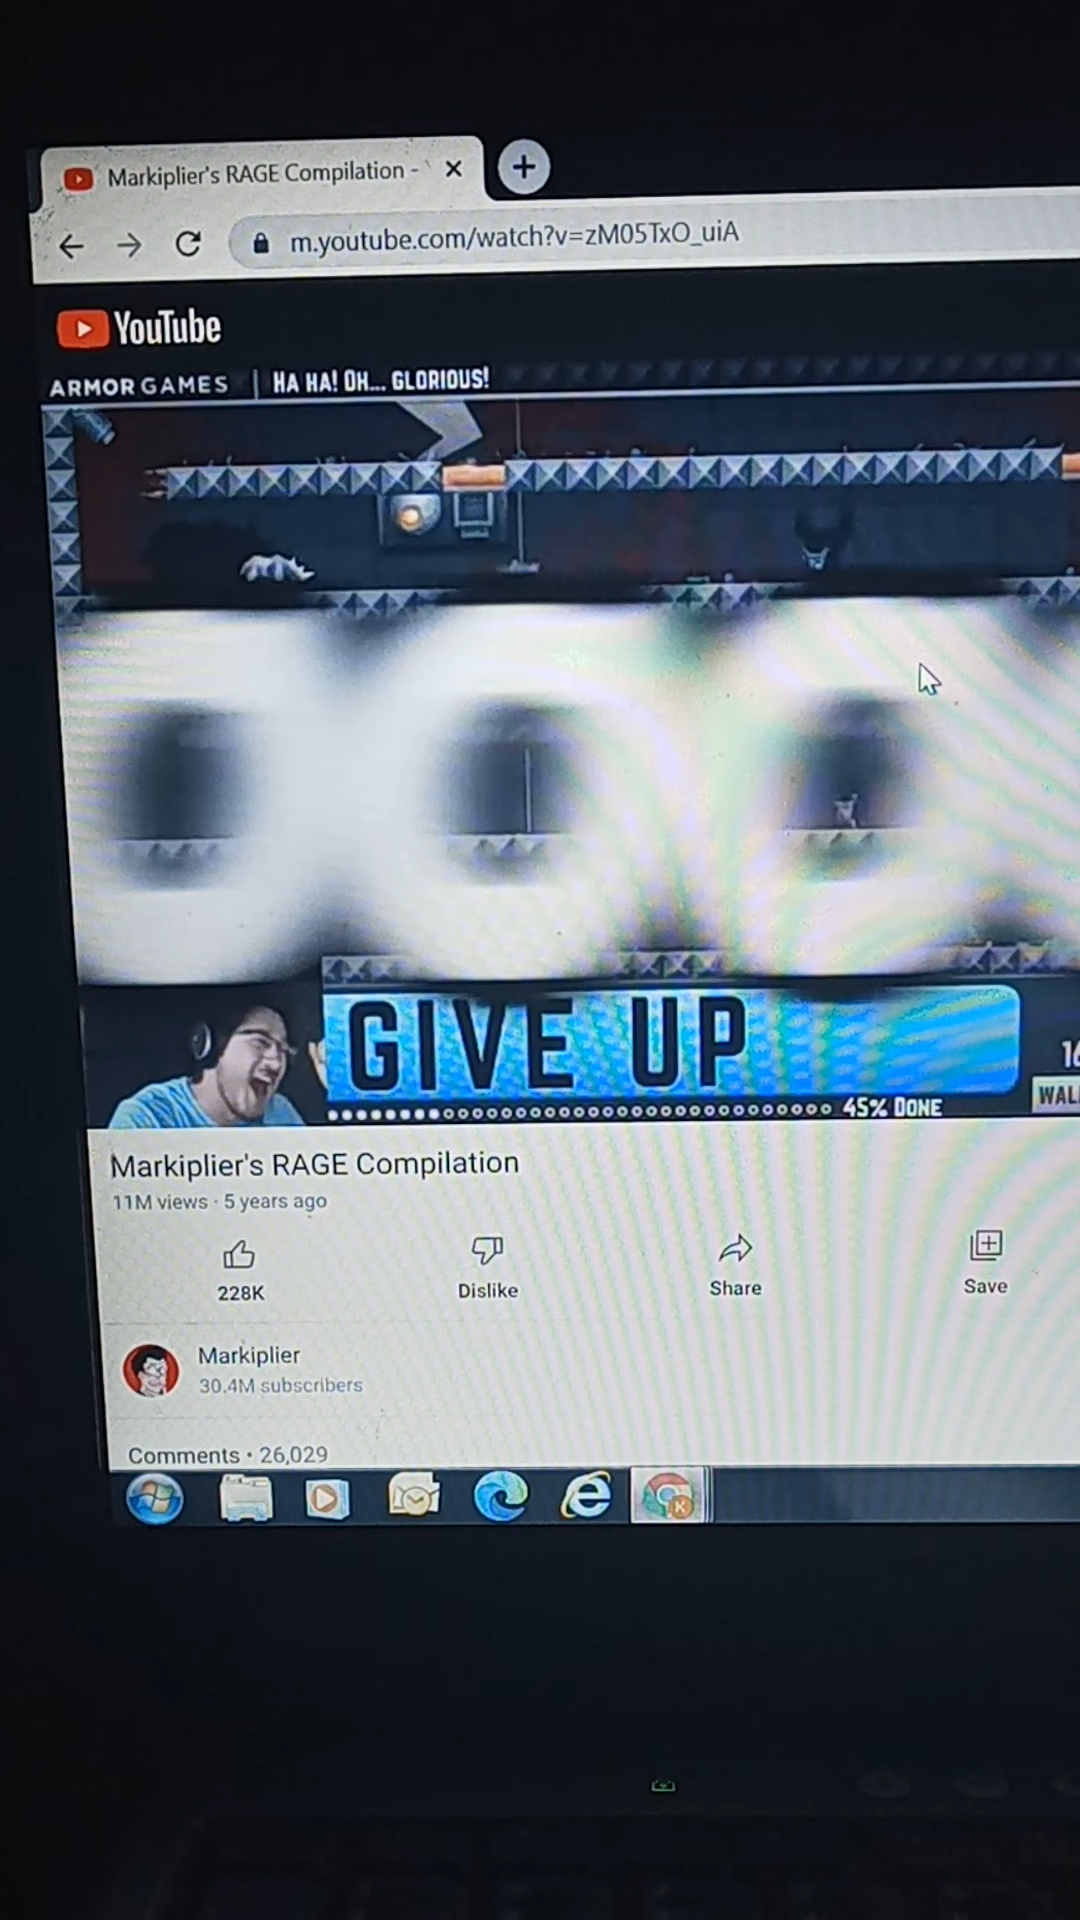 Markiplier's RAGE Compilation -
m.youtube.com/watch?v=zM05TxO_uiA
YouTube
ARMOR GAMES | HA HA! OH... GLORIOUS!
GIVE UP
45% DONE
Markiplier's RAGE Compilation
11M views · 5 years ago
228K
Dislike
Share
Save
Markiplier
30.4M subscribers
Comments • 26,029